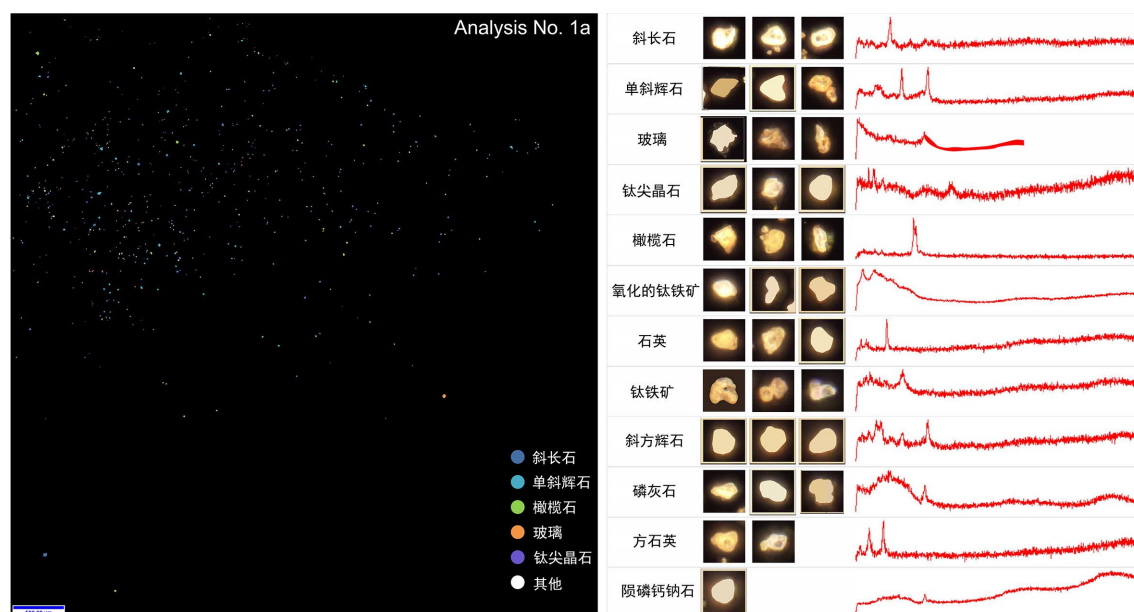 Analysis No. 1a
斜长石
单斜辉石
橄榄石
玻璃
钛尖晶石
其他
斜长石
单斜辉石
玻璃
钛尖晶石
橄榄石
氧化的钛铁矿
石英
钛铁矿
斜方辉石
磷灰石
方石英
陨磷钙钠石